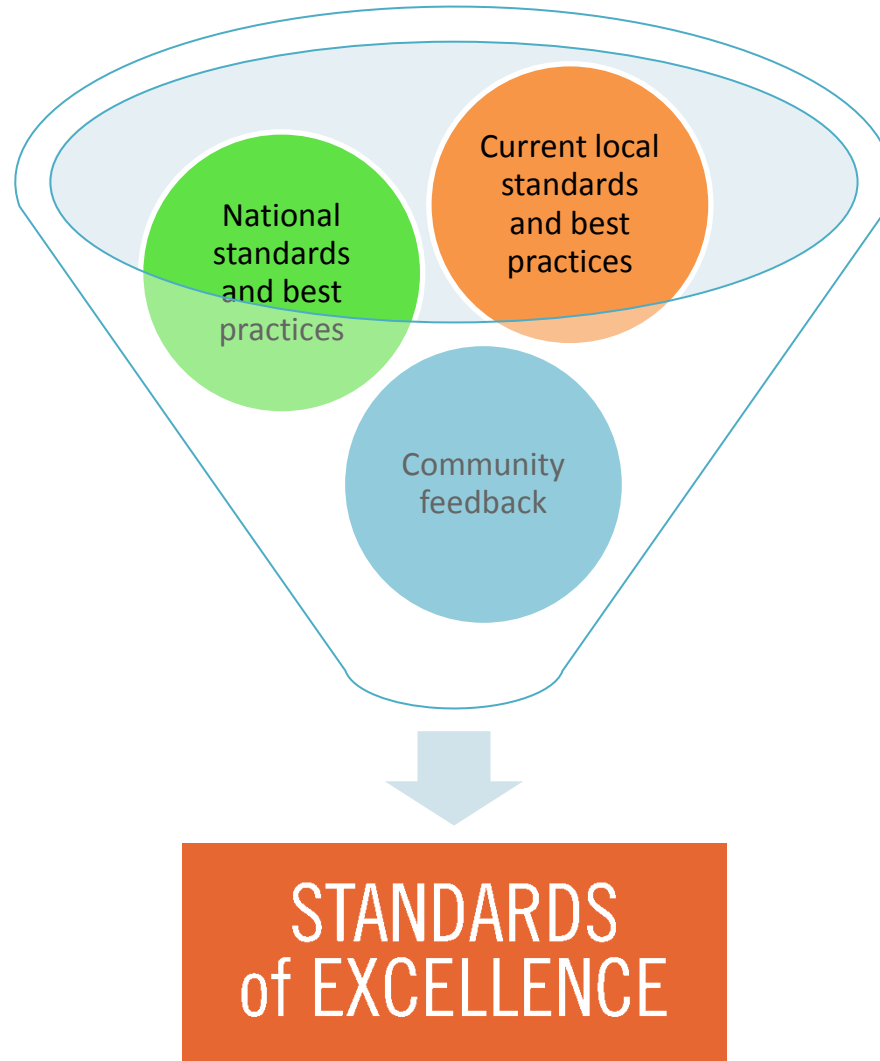 National
standards
and best
practices
Current local
standards
and best
practices
Community
feedback
STANDARDS
of EXCELLENCE